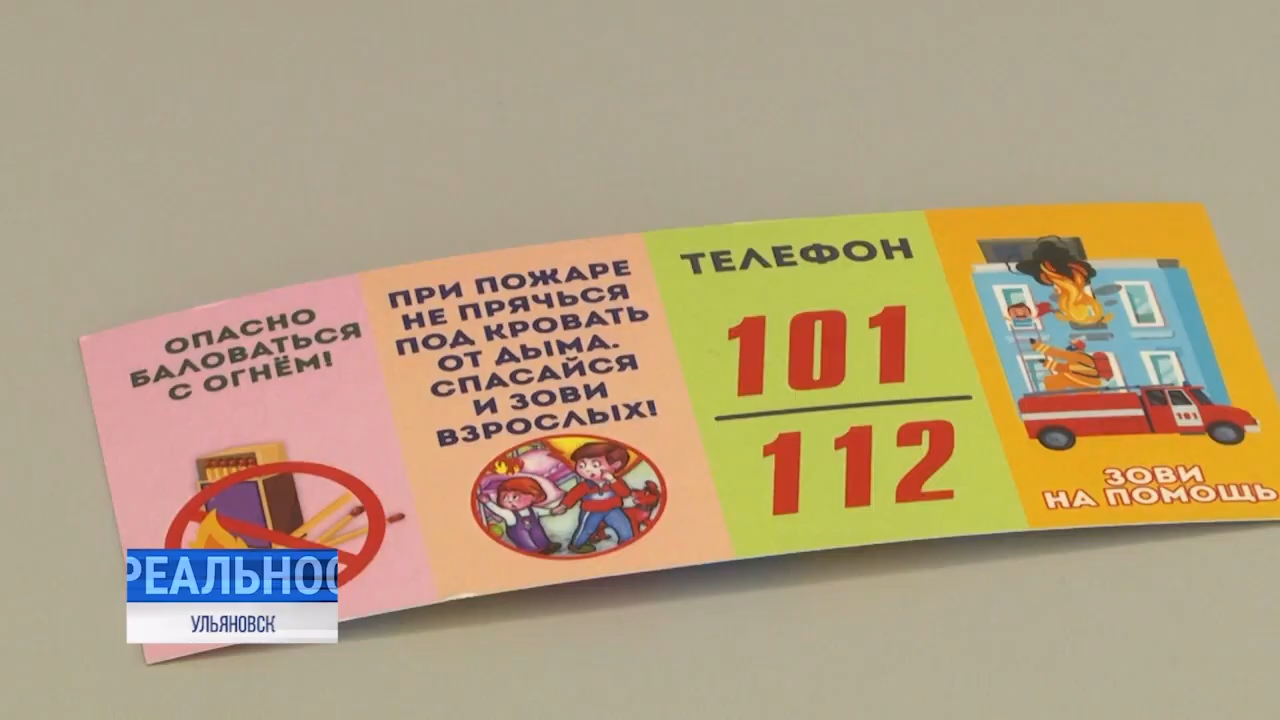 ОПАСНО
БАЛОВАТЬСЯ
С ОГНЁМ!
ПРИ ПОЖАРЕ
НЕ ПРЯЧЬСЯ
ПОД КРОВАТЬ
ОТ ДЫМА.
СПАСАЙСЯ
И ЗОВИ
ВЗРОСЛЫХ!
ТЕЛЕФОН
101
112
101
ЗОВИ
НА ПОМОЩЬ
РЕАЛЬНОС
УЛЬЯНОВСК